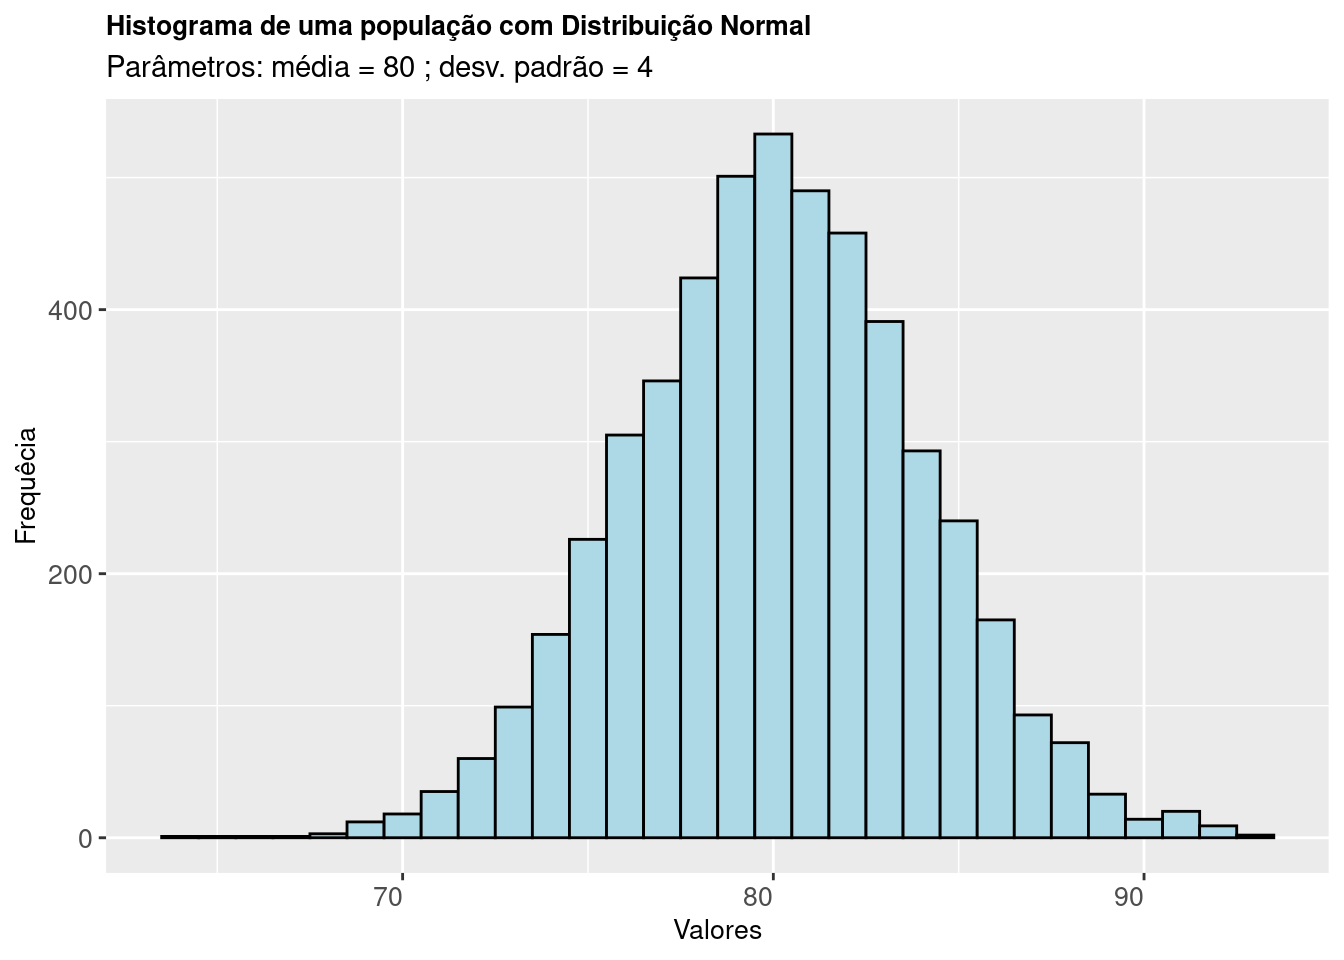 Histograma de uma população com Distribuição Normal
Parâmetros: média = 80 ; desv. padrão = 4
Frequêcia
400
200
0
70 80 90
Valores